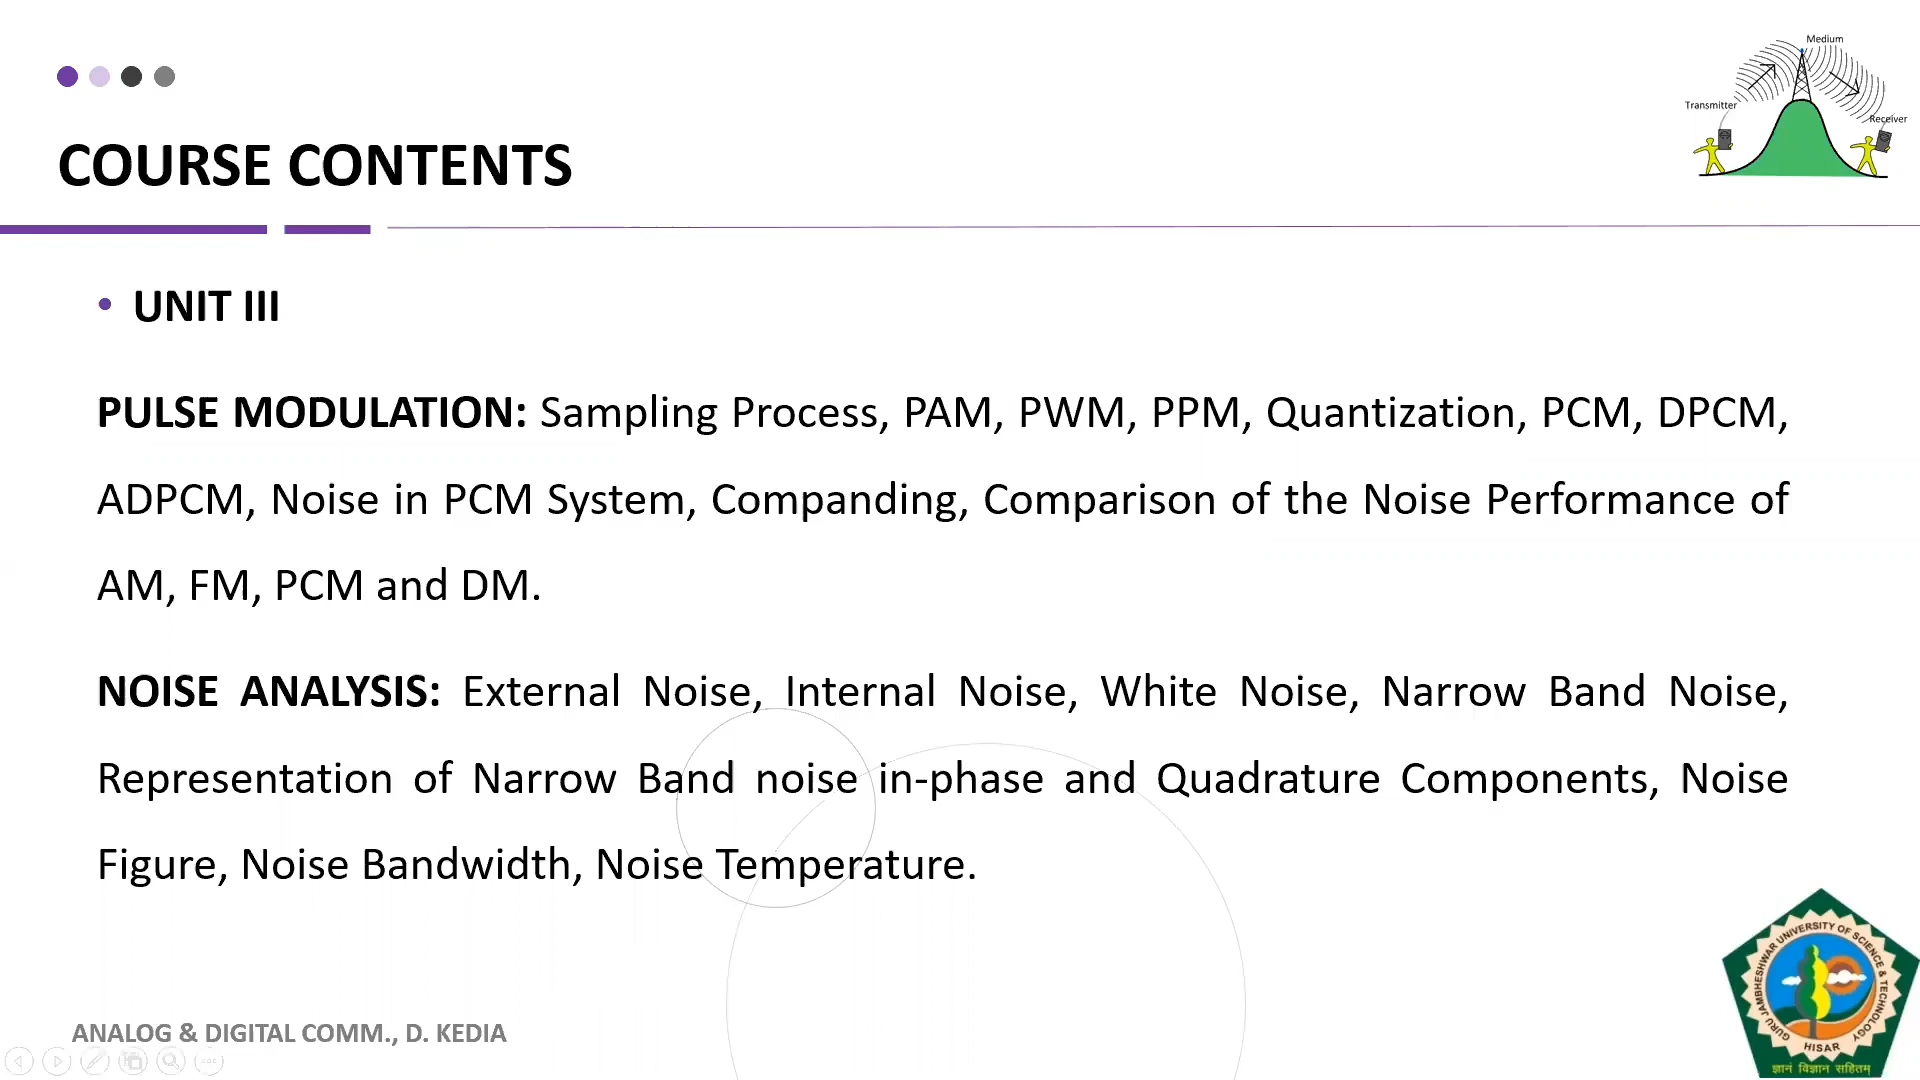 Medium
Transmitter
Receiver
COURSE CONTENTS
• UNIT III
PULSE MODULATION: Sampling Process, PAM, PWM, PPM, Quantization, PCM, DPCM,
ADPCM, Noise in PCM System, Companding, Comparison of the Noise Performance of
AM, FM, PCM and DM.
NOISE ANALYSIS: External Noise, Internal Noise, White Noise, Narrow Band Noise,
Representation of Narrow Band noise in-phase and Quadrature Components, Noise
Figure, Noise Bandwidth, Noise Temperature.
GURU JAMBHESHWAR UNIVERSITY OF SCIENCE & TECHNOLOGY
HISAR
ज्ञानं विज्ञान सहितम्
ANALOG & DIGITAL COMM., D. KEDIA